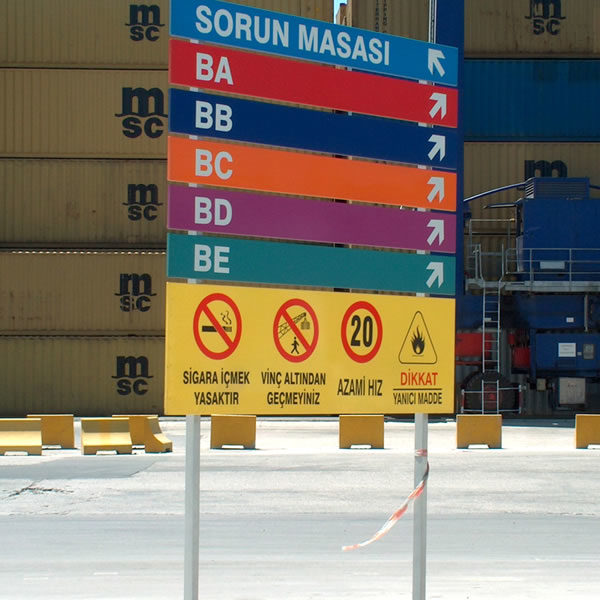 SORUN MASASI
BA
BB
BC
BD
BE
20
SİGARA İÇMEK
YASAKTIR
VİNÇ ALTINDAN
GEÇMEYİNİZ
AZAMİ HIZ
DİKKAT
YANICI MADDE
msc
msc
msc
msc
msc
msc
msc